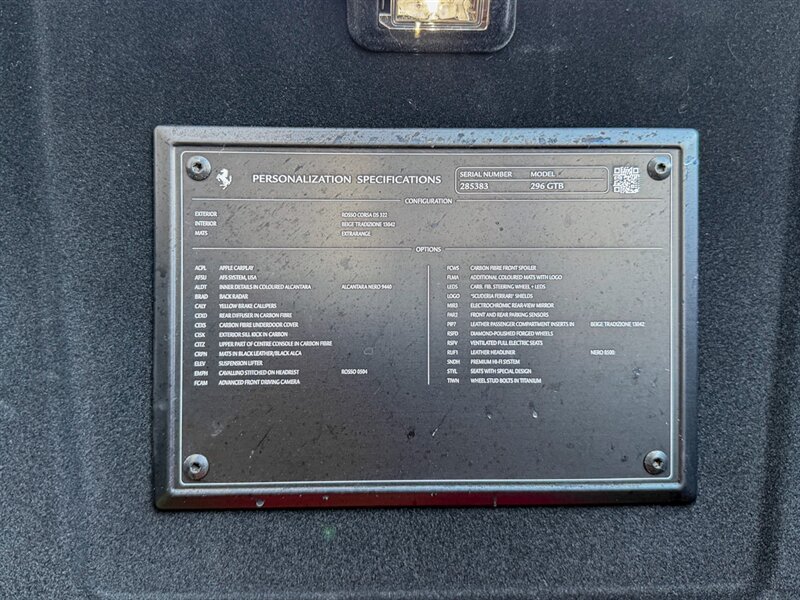 PERSONALIZATION SPECIFICATIONS
SERIAL NUMBER MODEL
285383 296 GTB
CONFIGURATION
EXTERIOR ROSSO CORSA DS 322
INTERIOR BEIGE TRADIZIONE 13042
MATS EXTRARANGE
OPTIONS
ACPL APPLE CARPLAY
AFSU AFS SYSTEM, USA
ALDT INNER DETAILS IN COLOURED ALCANTARA ALCANTARA NERO 9440
BRAD BACK RADAR
CALY YELLOW BRAKE CALLIPERS
CEXD REAR DIFFUSER IN CARBON FIBRE
CEXS CARBON FIBRE UNDERDOOR COVER
CISK EXTERIOR SILL KICK IN CARBON
CITZ UPPER PART OF CENTRE CONSOLE IN CARBON FIBRE
CRPN MATS IN BLACK LEATHER/BLACK ALCA
ELEV SUSPENSION LIFTER
EMPH CAVALLINO STITCHED ON HEADREST ROSSO 0504
FCAM ADVANCED FRONT DRIVING CAMERA
FCWS CARBON FIBRE FRONT SPOILER
FLMA ADDITIONAL COLOURED MATS WITH LOGO
LEDS CARB. FIB. STEERING WHEEL + LEDS
LOGO "SCUDERIA FERRARI" SHIELDS
MIR3 ELECTROCHROMIC REAR-VIEW MIRROR
PAR2 FRONT AND REAR PARKING SENSORS
PIP7 LEATHER PASSENGER COMPARTMENT INSERTS IN BEIGE TRADIZIONE 13042
RSFD DIAMOND-POLISHED FORGED WHEELS
RSFV VENTILATED FULL ELECTRIC SEATS
RUF1 LEATHER HEADLINER NERO 8500
SNDH PREMIUM HI-FI SYSTEM
STYL SEATS WITH SPECIAL DESIGN
TIWN WHEEL STUD BOLTS IN TITANIUM